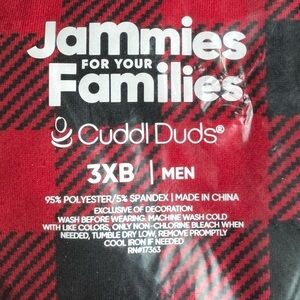 Jammies
FOR YOUR
Families
Cuddl Duds®
3XB | MEN
95% POLYESTER/5% SPANDEX | MADE IN CHINA
EXCLUSIVE OF DECORATION
WASH BEFORE WEARING. MACHINE WASH COLD
WITH LIKE COLORS, ONLY NON-CHLORINE BLEACH WHEN
NEEDED, TUMBLE DRY LOW, REMOVE PROMPTLY
COOL IRON IF NEEDED
RN#17363